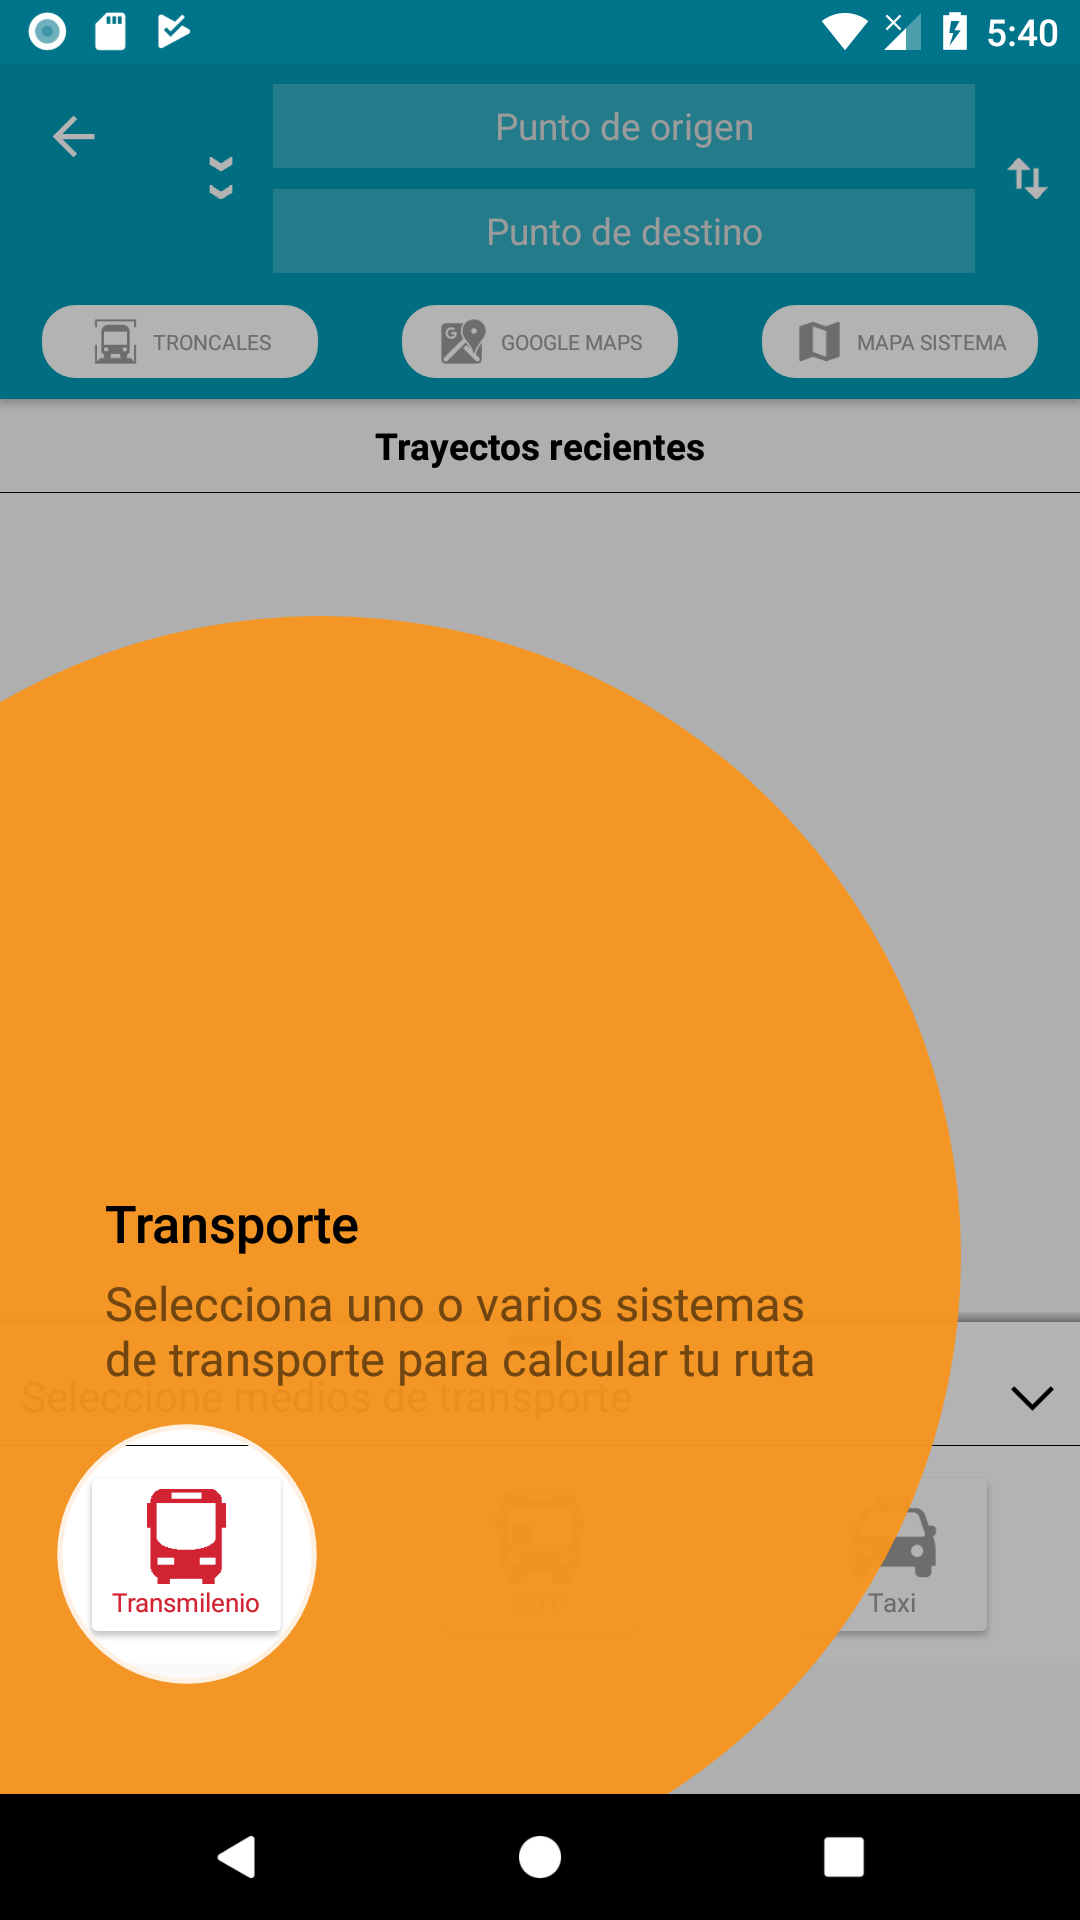 5:40
Punto de origen
Punto de destino
TRONCALES
GOOGLE MAPS
MAPA SISTEMA
Trayectos recientes
Transporte
Selecciona uno o varios sistemas
de transporte para calcular tu ruta
Seleccione medios de transporte
Transmilenio
SITP
Taxi